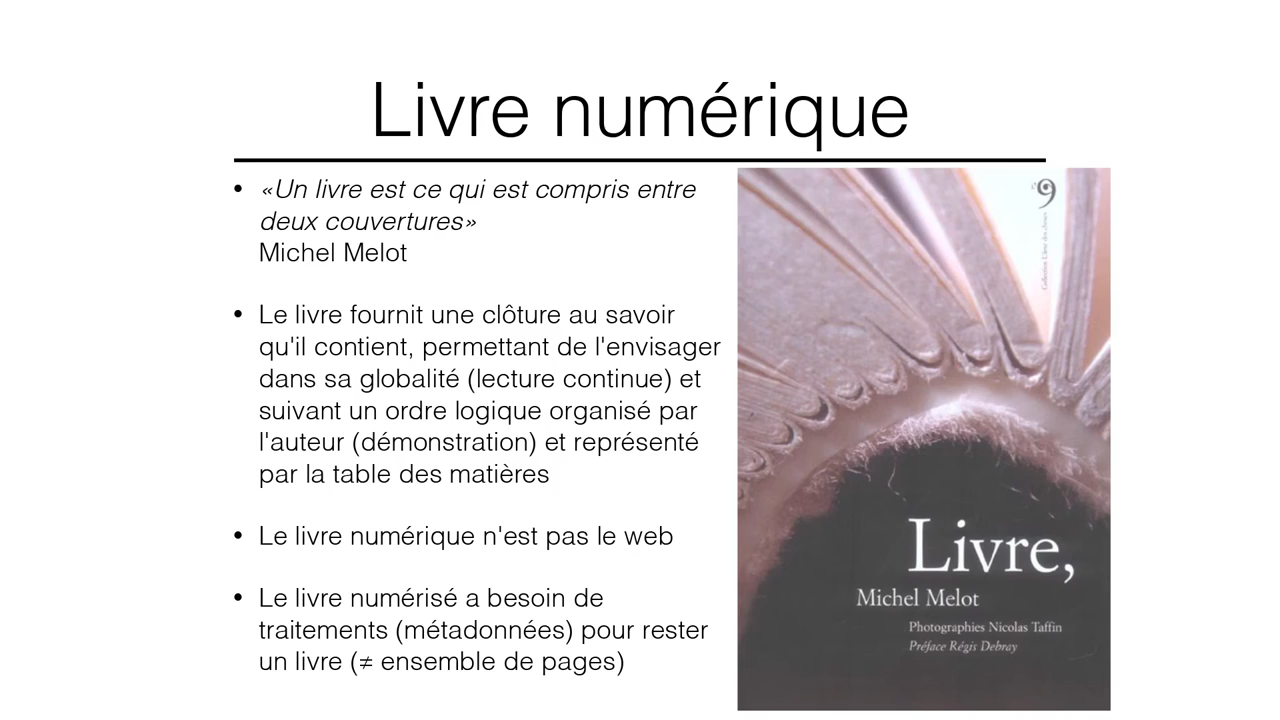 Livre numérique
• «Un livre est ce qui est compris entre
deux couvertures»
Michel Melot
• Le livre fournit une clôture au savoir
qu'il contient, permettant de l'envisager
dans sa globalité (lecture continue) et
suivant un ordre logique organisé par
l'auteur (démonstration) et représenté
par la table des matières
• Le livre numérique n'est pas le web
• Le livre numérisé a besoin de
traitements (métadonnées) pour rester
un livre (≠ ensemble de pages)
9
Livre,
Michel Melot
Photographies Nicolas Taffin
Préface Régis Debray